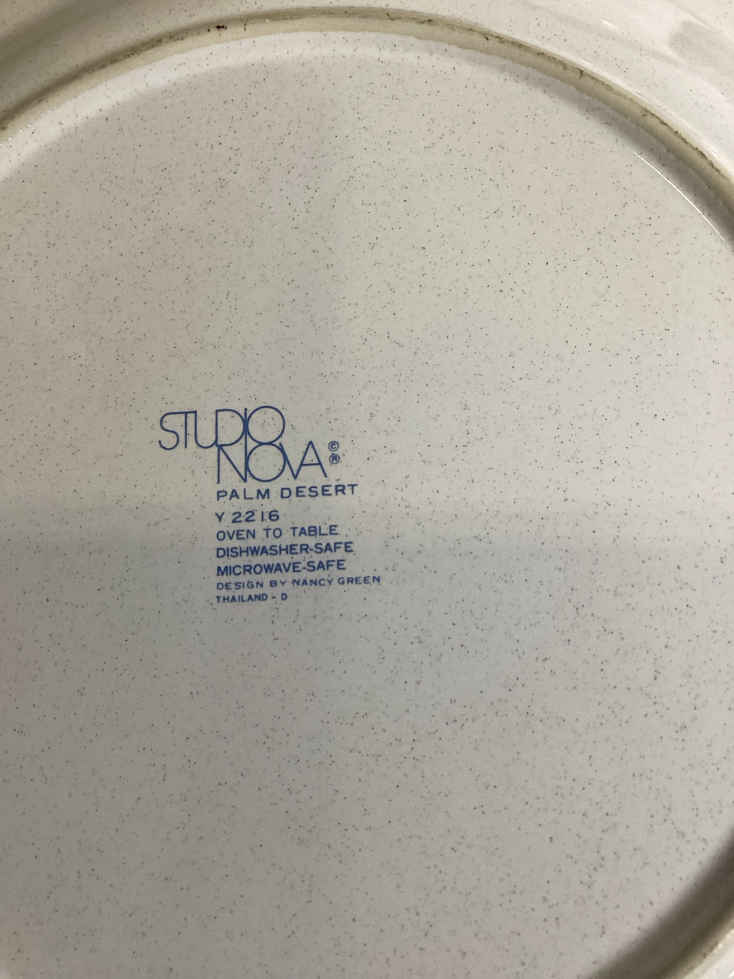 STUDIO
NOVA © ®
PALM DESERT
Y 2216
OVEN TO TABLE
DISHWASHER-SAFE
MICROWAVE-SAFE
DESIGN BY NANCY GREEN
THAILAND - D